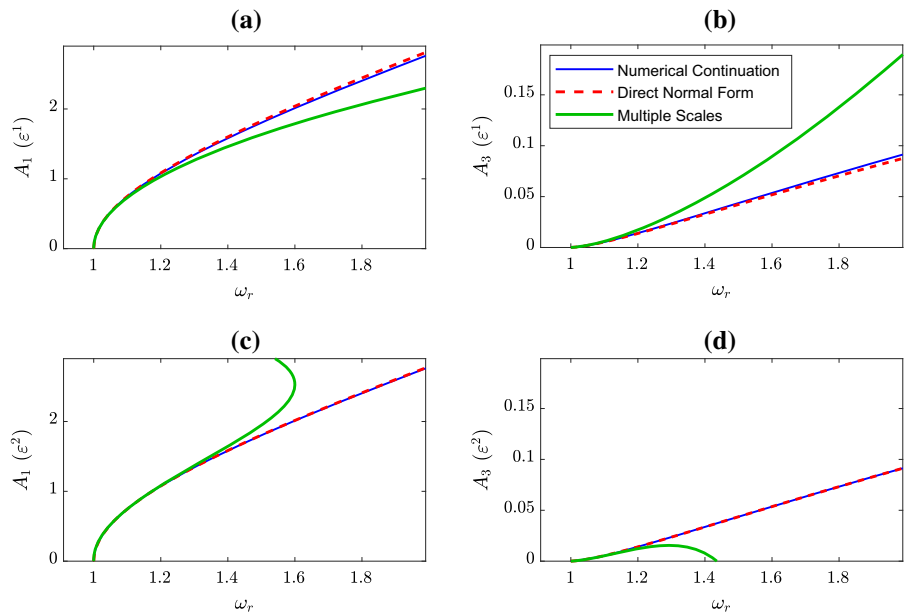 (a)
A₁ (ε¹)
2
1
0
1 1.2 1.4 1.6 1.8
ωᵣ
(b)
A₃ (ε¹)
0.15
0.1
0.05
0
1 1.2 1.4 1.6 1.8
ωᵣ
Numerical Continuation
Direct Normal Form
Multiple Scales
(c)
A₁ (ε²)
2
1
0
1 1.2 1.4 1.6 1.8
ωᵣ
(d)
A₃ (ε²)
0.15
0.1
0.05
0
1 1.2 1.4 1.6 1.8
ωᵣ